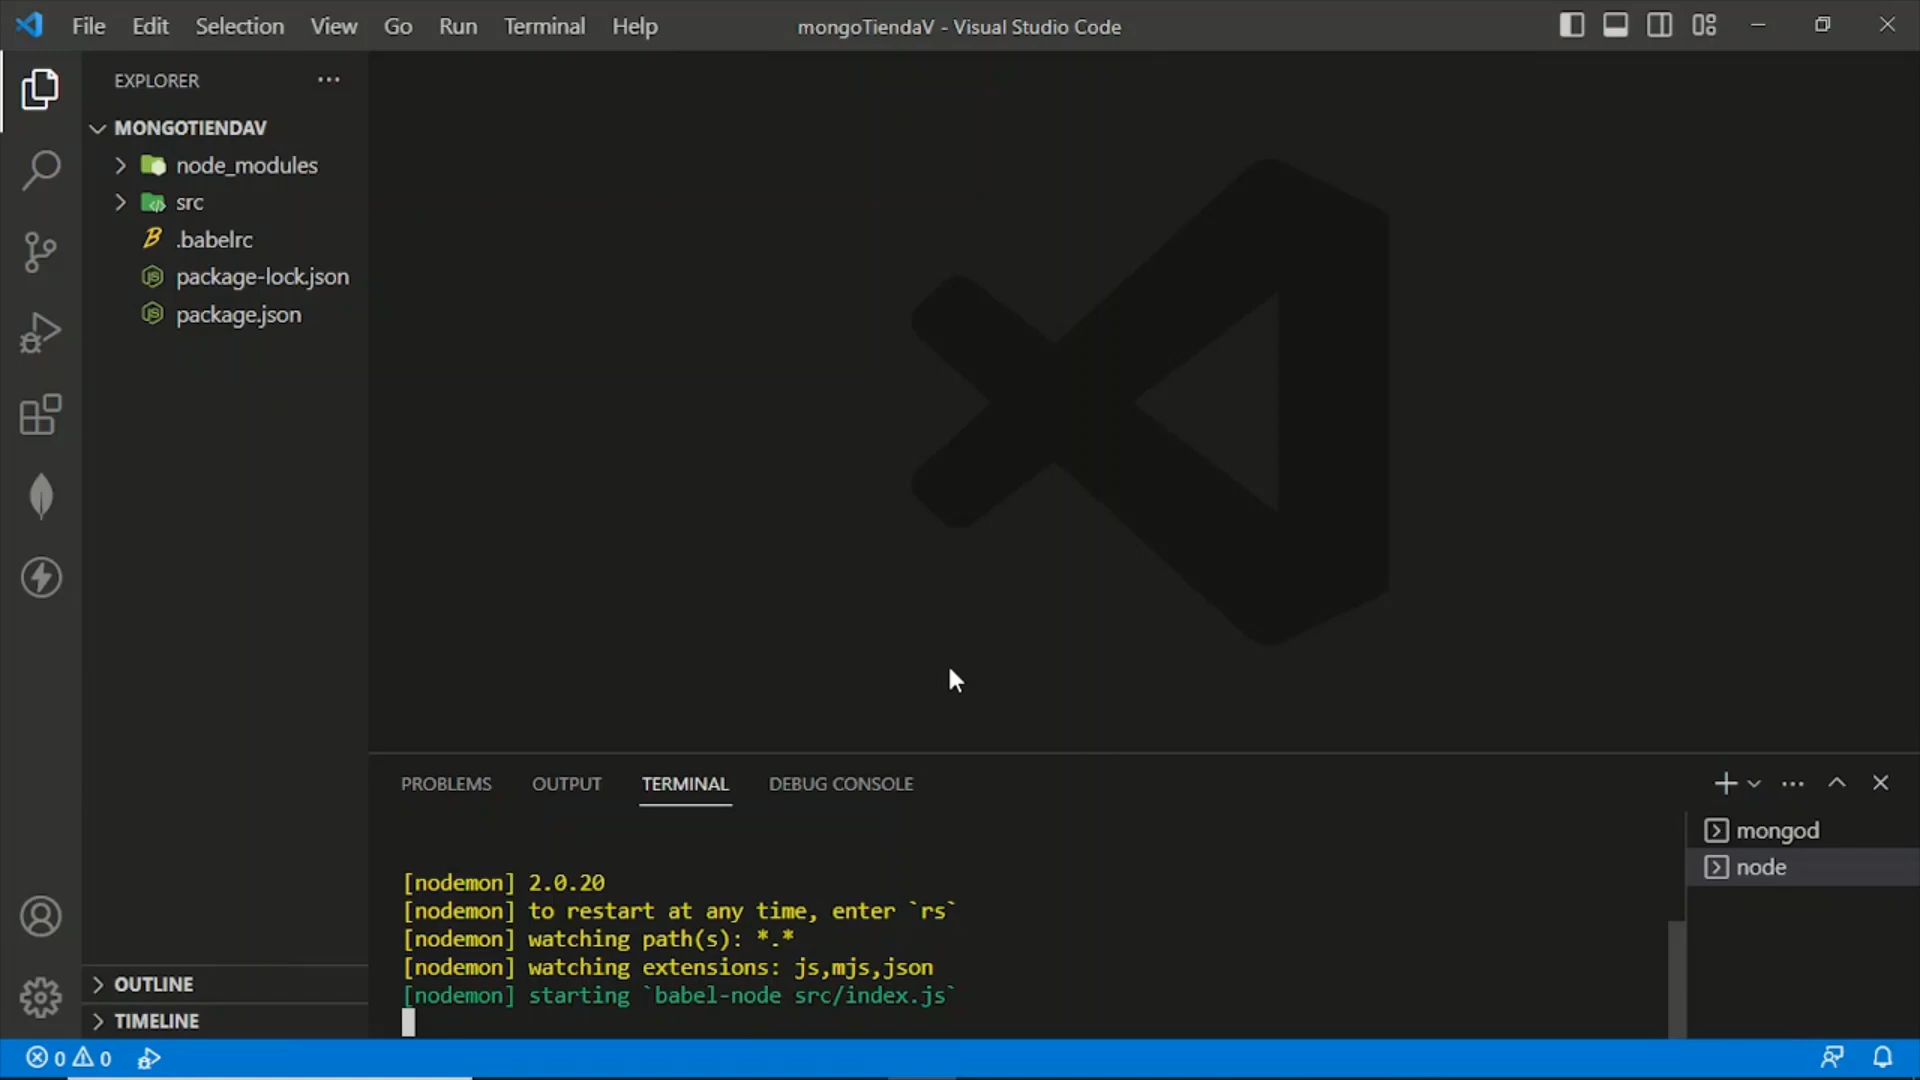 File Edit Selection View Go Run Terminal Help
mongoTiendaV - Visual Studio Code
EXPLORER
MONGOTIENDAV
node_modules
src
.babelrc
package-lock.json
package.json
OUTLINE
TIMELINE
PROBLEMS OUTPUT TERMINAL DEBUG CONSOLE
mongod
node
[nodemon] 2.0.20
[nodemon] to restart at any time, enter `rs`
[nodemon] watching path(s): *.*
[nodemon] watching extensions: js,mjs,json
[nodemon] starting `babel-node src/index.js`
0 0